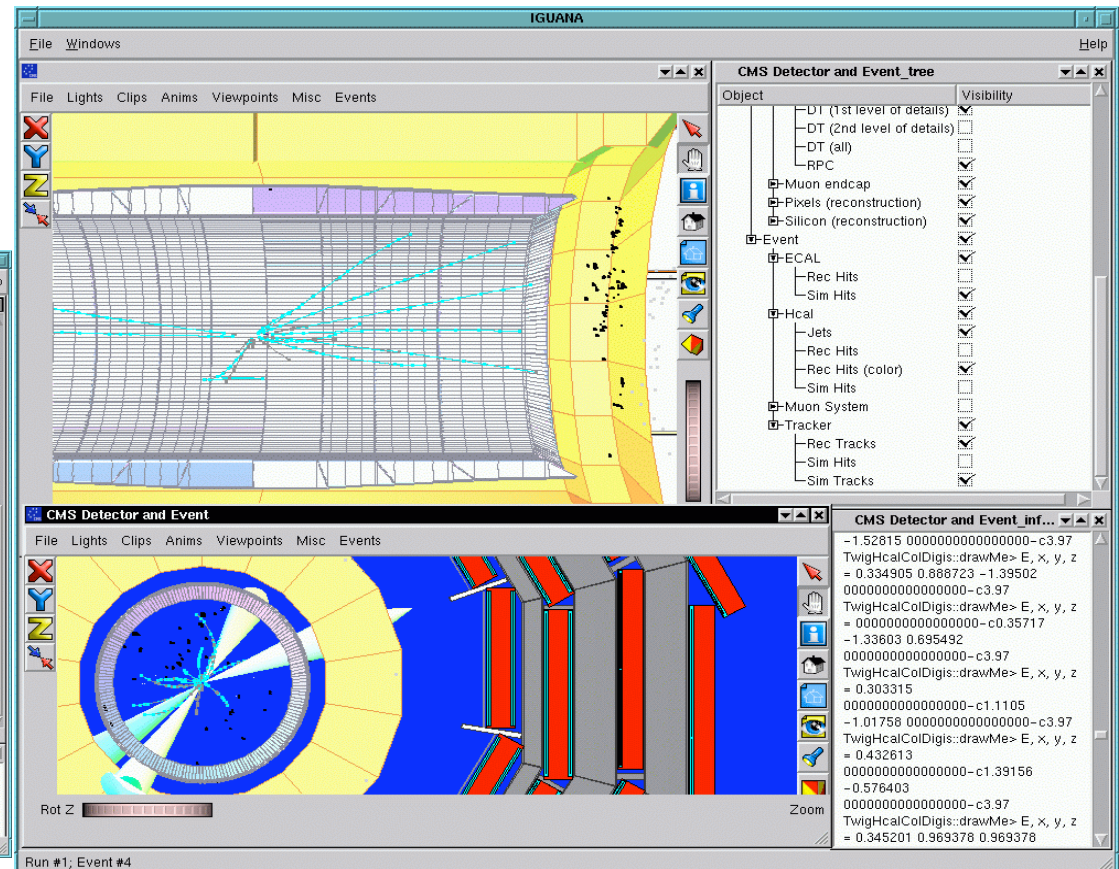 IGUANA
File Windows Help
File Lights Clips Anims Viewpoints Misc Events
X
Y
Z
CMS Detector and Event_tree
Object Visibility
DT (1st level of details)
DT (2nd level of details)
DT (all)
RPC
Muon endcap
Pixels (reconstruction)
Silicon (reconstruction)
Event
ECAL
Rec Hits
Sim Hits
Hcal
Jets
Rec Hits
Rec Hits (color)
Sim Hits
Muon System
Tracker
Rec Tracks
Sim Hits
Sim Tracks
CMS Detector and Event
File Lights Clips Anims Viewpoints Misc Events
X
Y
Z
Rot Z Zoom
CMS Detector and Event_inf...
-1.52815 0000000000000000-c3.97
TwigHcalColDigis::drawMe> E, x, y, z
= 0.334905 0.888723 -1.39502
0000000000000000-c3.97
TwigHcalColDigis::drawMe> E, x, y, z
= 0000000000000000-c0.35717
-1.33603 0.695492
0000000000000000-c3.97
TwigHcalColDigis::drawMe> E, x, y, z
= 0.303315
0000000000000000-c1.1105
-1.01758 0000000000000000-c3.97
TwigHcalColDigis::drawMe> E, x, y, z
= 0.432613
0000000000000000-c1.39156
-0.576403
0000000000000000-c3.97
TwigHcalColDigis::drawMe> E, x, y, z
= 0.345201 0.969378 0.969378
Run #1; Event #4